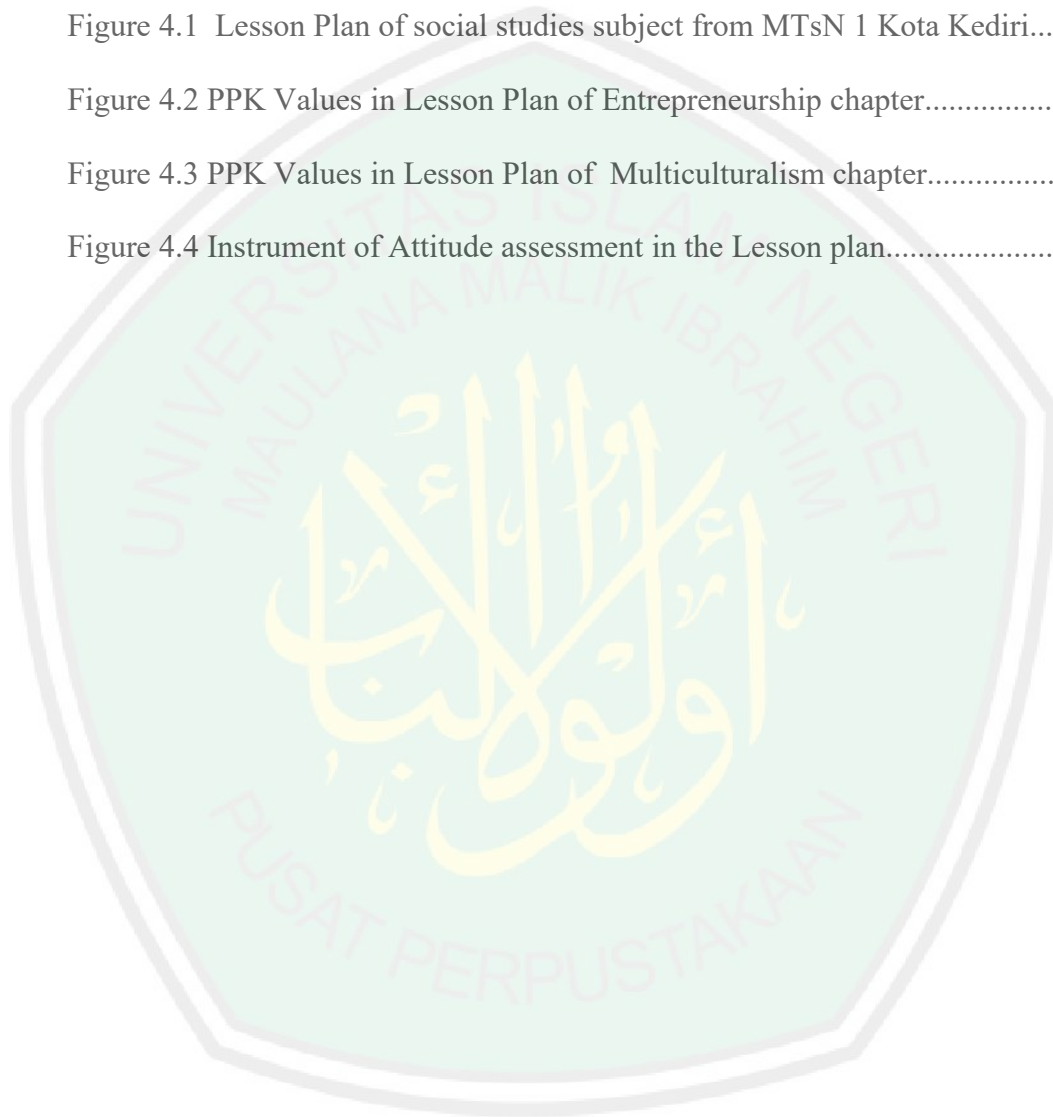 Figure 4.1 Lesson Plan of social studies subject from MTsN 1 Kota Kediri...
Figure 4.2 PPK Values in Lesson Plan of Entrepreneurship chapter................
Figure 4.3 PPK Values in Lesson Plan of Multiculturalism chapter................
Figure 4.4 Instrument of Attitude assessment in the Lesson plan.....................
UNIVERSITAS ISLAM NEGERI
MAULANA MALIK IBRAHIM
أولوا الألباب
PUSAT PERPUSTAKAAN